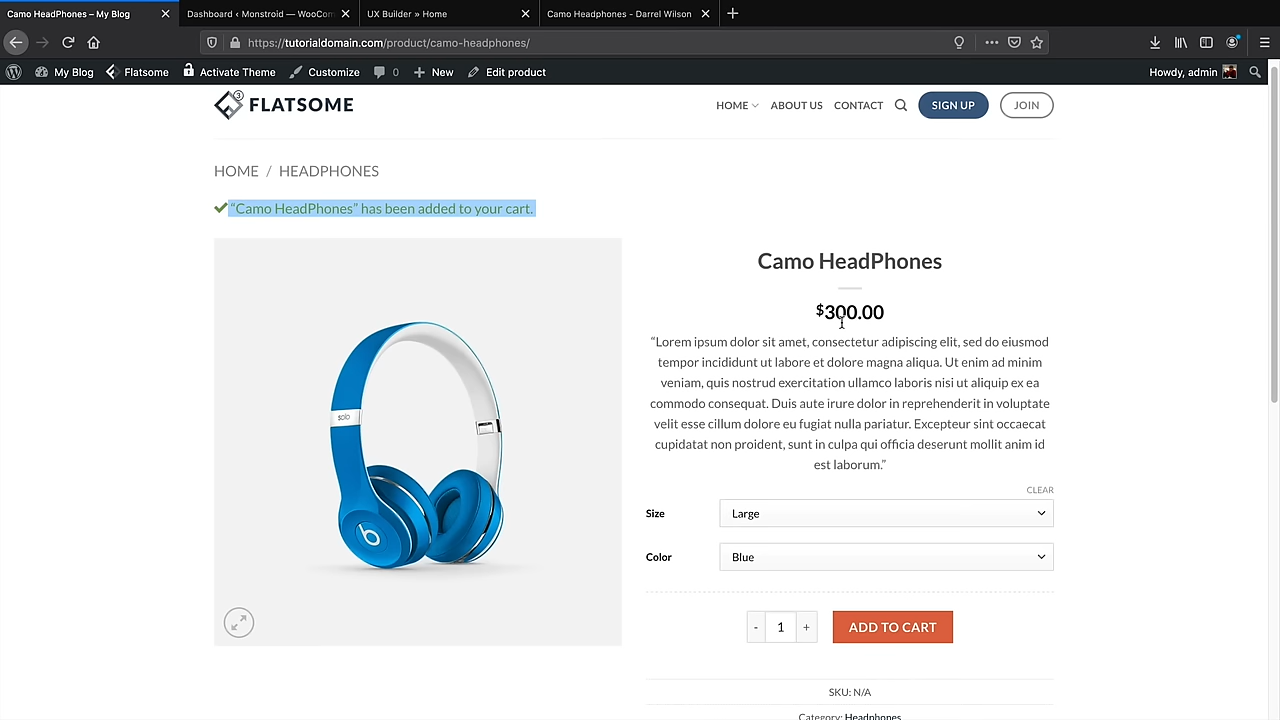 Camo HeadPhones – My Blog
Dashboard ‹ Monstroid — WooCom
UX Builder » Home
Camo Headphones - Darrel Wilson
https://tutorialdomain.com/product/camo-headphones/
My Blog
Flatsome
Activate Theme
Customize
0
New
Edit product
Howdy, admin
3
FLATSOME
HOME
ABOUT US
CONTACT
SIGN UP
JOIN
HOME / HEADPHONES
“Camo HeadPhones” has been added to your cart.
solo
b
Camo HeadPhones
$300.00
“Lorem ipsum dolor sit amet, consectetur adipiscing elit, sed do eiusmod
tempor incididunt ut labore et dolore magna aliqua. Ut enim ad minim
veniam, quis nostrud exercitation ullamco laboris nisi ut aliquip ex ea
commodo consequat. Duis aute irure dolor in reprehenderit in voluptate
velit esse cillum dolore eu fugiat nulla pariatur. Excepteur sint occaecat
cupidatat non proident, sunt in culpa qui officia deserunt mollit anim id
est laborum.”
CLEAR
Size
Large
Color
Blue
- 1 +
ADD TO CART
SKU: N/A
Category: Headphones